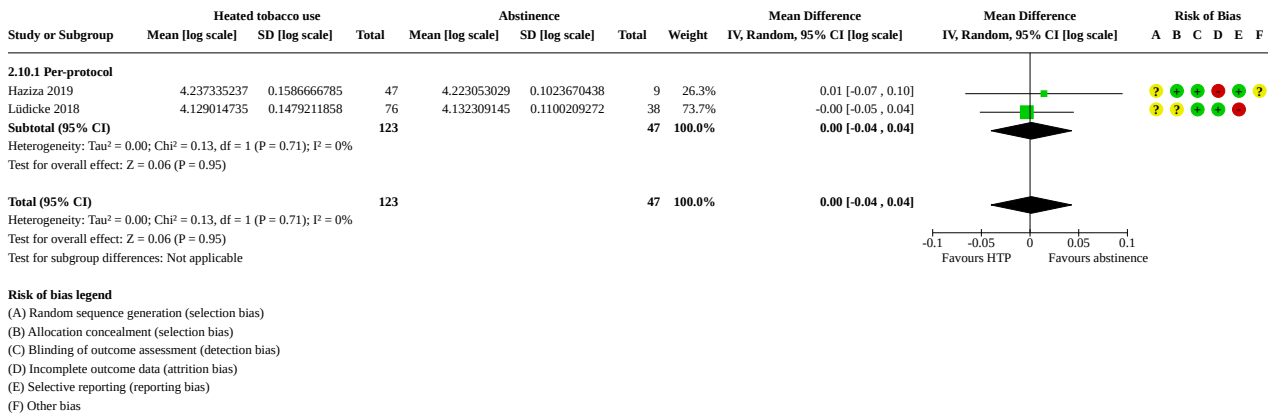 Heated tobacco use Abstinence Mean Difference Mean Difference Risk of Bias
Study or Subgroup Mean [log scale] SD [log scale] Total Mean [log scale] SD [log scale] Total Weight IV, Random, 95% CI [log scale] IV, Random, 95% CI [log scale] A B C D E F
2.10.1 Per-protocol
Haziza 2019 4.237335237 0.1586666785 47 4.223053029 0.1023670438 9 26.3% 0.01 [-0.07 , 0.10] ? + + - + ?
Lüdicke 2018 4.129014735 0.1479211858 76 4.132309145 0.1100209272 38 73.7% -0.00 [-0.05 , 0.04] ? ? + + -
Subtotal (95% CI) 123 47 100.0% 0.00 [-0.04 , 0.04]
Heterogeneity: Tau² = 0.00; Chi² = 0.13, df = 1 (P = 0.71); I² = 0%
Test for overall effect: Z = 0.06 (P = 0.95)
Total (95% CI) 123 47 100.0% 0.00 [-0.04 , 0.04]
Heterogeneity: Tau² = 0.00; Chi² = 0.13, df = 1 (P = 0.71); I² = 0%
Test for overall effect: Z = 0.06 (P = 0.95)
-0.1 -0.05 0 0.05 0.1
Test for subgroup differences: Not applicable
Favours HTP Favours abstinence
Risk of bias legend
(A) Random sequence generation (selection bias)
(B) Allocation concealment (selection bias)
(C) Blinding of outcome assessment (detection bias)
(D) Incomplete outcome data (attrition bias)
(E) Selective reporting (reporting bias)
(F) Other bias